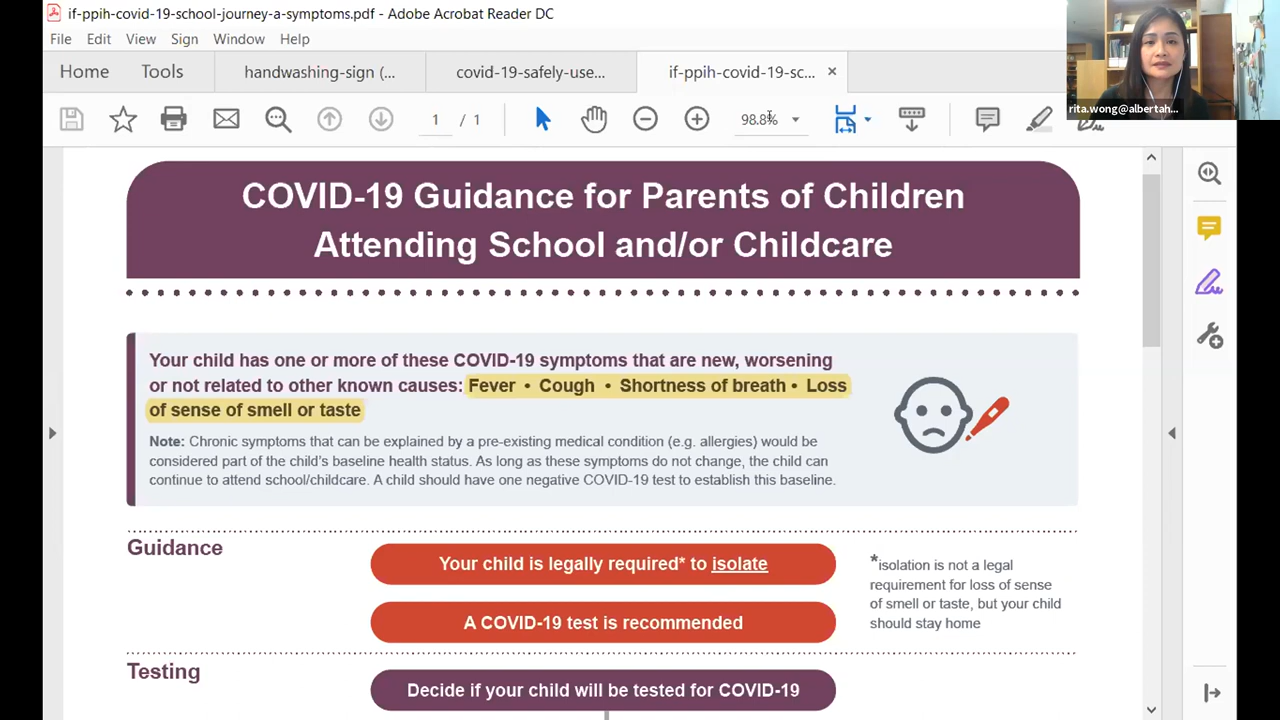 if-ppih-covid-19-school-journey-a-symptoms.pdf - Adobe Acrobat Reader DC
File Edit View Sign Window Help
Home Tools handwashing-sign (... covid-19-safely-use... if-ppih-covid-19-sc... ×
1 / 1 98.8%
rita.wong@albertah...
COVID-19 Guidance for Parents of Children
Attending School and/or Childcare
Your child has one or more of these COVID-19 symptoms that are new, worsening
or not related to other known causes: Fever • Cough • Shortness of breath • Loss
of sense of smell or taste
Note: Chronic symptoms that can be explained by a pre-existing medical condition (e.g. allergies) would be
considered part of the child's baseline health status. As long as these symptoms do not change, the child can
continue to attend school/childcare. A child should have one negative COVID-19 test to establish this baseline.
Guidance
Your child is legally required* to isolate
A COVID-19 test is recommended
*isolation is not a legal
requirement for loss of sense
of smell or taste, but your child
should stay home
Testing
Decide if your child will be tested for COVID-19